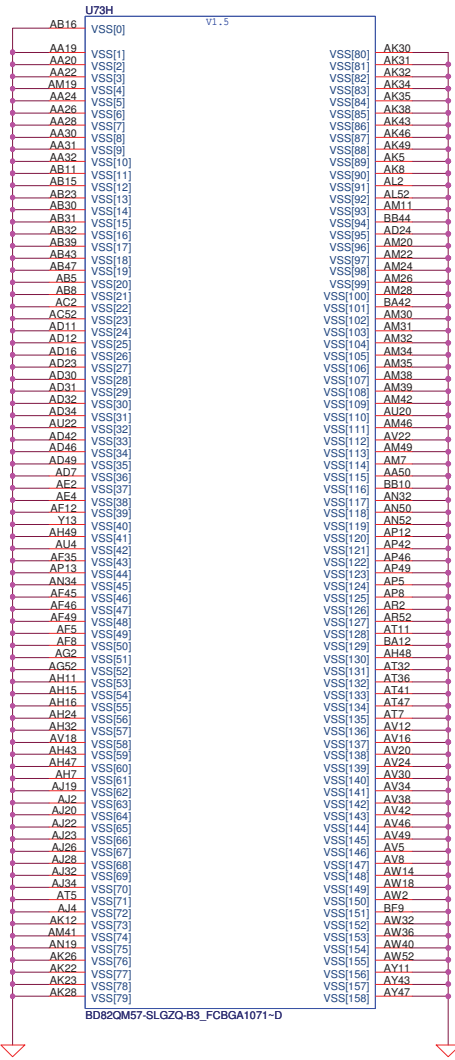 U73H
V1.5
AB16 VSS[0]
AA19 VSS[1] VSS[80] AK30
AA20 VSS[2] VSS[81] AK31
AA22 VSS[3] VSS[82] AK32
AM19 VSS[4] VSS[83] AK34
AA24 VSS[5] VSS[84] AK35
AA26 VSS[6] VSS[85] AK38
AA28 VSS[7] VSS[86] AK43
AA30 VSS[8] VSS[87] AK46
AA31 VSS[9] VSS[88] AK49
AA32 VSS[10] VSS[89] AK5
AB11 VSS[11] VSS[90] AK8
AB15 VSS[12] VSS[91] AL2
AB23 VSS[13] VSS[92] AL52
AB30 VSS[14] VSS[93] AM11
AB31 VSS[15] VSS[94] BB44
AB32 VSS[16] VSS[95] AD24
AB39 VSS[17] VSS[96] AM20
AB43 VSS[18] VSS[97] AM22
AB47 VSS[19] VSS[98] AM24
AB5 VSS[20] VSS[99] AM26
AB8 VSS[21] VSS[100] AM28
AC2 VSS[22] VSS[101] BA42
AC52 VSS[23] VSS[102] AM30
AD11 VSS[24] VSS[103] AM31
AD12 VSS[25] VSS[104] AM32
AD16 VSS[26] VSS[105] AM34
AD23 VSS[27] VSS[106] AM35
AD30 VSS[28] VSS[107] AM38
AD31 VSS[29] VSS[108] AM39
AD32 VSS[30] VSS[109] AM42
AD34 VSS[31] VSS[110] AU20
AU22 VSS[32] VSS[111] AM46
AD42 VSS[33] VSS[112] AV22
AD46 VSS[34] VSS[113] AM49
AD49 VSS[35] VSS[114] AM7
AD7 VSS[36] VSS[115] AA50
AE2 VSS[37] VSS[116] BB10
AE4 VSS[38] VSS[117] AN32
AF12 VSS[39] VSS[118] AN50
Y13 VSS[40] VSS[119] AN52
AH49 VSS[41] VSS[120] AP12
AU4 VSS[42] VSS[121] AP42
AF35 VSS[43] VSS[122] AP46
AP13 VSS[44] VSS[123] AP49
AN34 VSS[45] VSS[124] AP5
AF45 VSS[46] VSS[125] AP8
AF46 VSS[47] VSS[126] AR2
AF49 VSS[48] VSS[127] AR52
AF5 VSS[49] VSS[128] AT11
AF8 VSS[50] VSS[129] BA12
AG2 VSS[51] VSS[130] AH48
AG52 VSS[52] VSS[131] AT32
AH11 VSS[53] VSS[132] AT36
AH15 VSS[54] VSS[133] AT41
AH16 VSS[55] VSS[134] AT47
AH24 VSS[56] VSS[135] AT7
AH32 VSS[57] VSS[136] AV12
AV18 VSS[58] VSS[137] AV16
AH43 VSS[59] VSS[138] AV20
AH47 VSS[60] VSS[139] AV24
AH7 VSS[61] VSS[140] AV30
AJ19 VSS[62] VSS[141] AV34
AJ2 VSS[63] VSS[142] AV38
AJ20 VSS[64] VSS[143] AV42
AJ22 VSS[65] VSS[144] AV46
AJ23 VSS[66] VSS[145] AV49
AJ26 VSS[67] VSS[146] AV5
AJ28 VSS[68] VSS[147] AV8
AJ32 VSS[69] VSS[148] AW14
AJ34 VSS[70] VSS[149] AW18
AT5 VSS[71] VSS[150] AW2
AJ4 VSS[72] VSS[151] BF9
AK12 VSS[73] VSS[152] AW32
AM41 VSS[74] VSS[153] AW36
AN19 VSS[75] VSS[154] AW40
AK26 VSS[76] VSS[155] AW52
AK22 VSS[77] VSS[156] AY11
AK23 VSS[78] VSS[157] AY43
AK28 VSS[79] VSS[158] AY47
BD82QM57-SLGZQ-B3_FCBGA1071~D